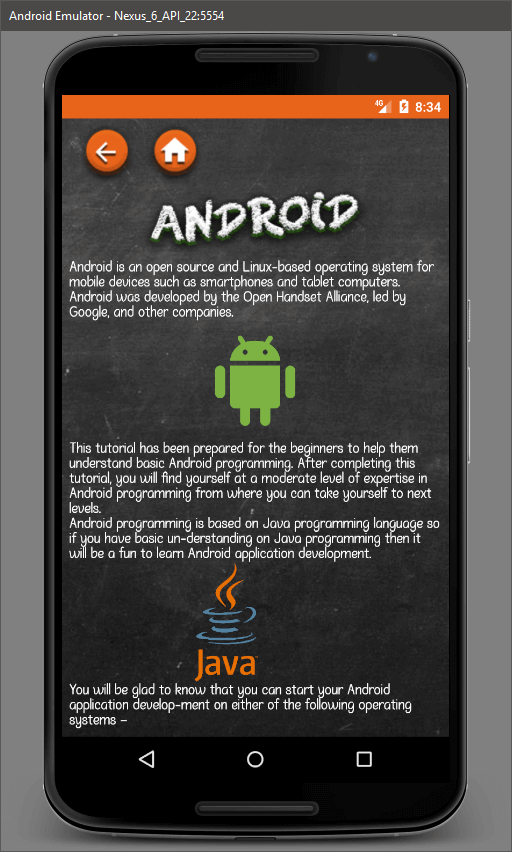 Android Emulator - Nexus_6_API_22:5554
4G 8:34
ANDROID
Android is an open source and Linux-based operating system for
mobile devices such as smartphones and tablet computers.
Android was developed by the Open Handset Alliance, led by
Google, and other companies.
This tutorial has been prepared for the beginners to help them
understand basic Android programming. After completing this
tutorial, you will find yourself at a moderate level of expertise in
Android programming from where you can take yourself to next
levels.
Android programming is based on Java programming language so
if you have basic un-derstanding on Java programming then it
will be a fun to learn Android application development.
Java
You will be glad to know that you can start your Android
application develop-ment on either of the following operating
systems –